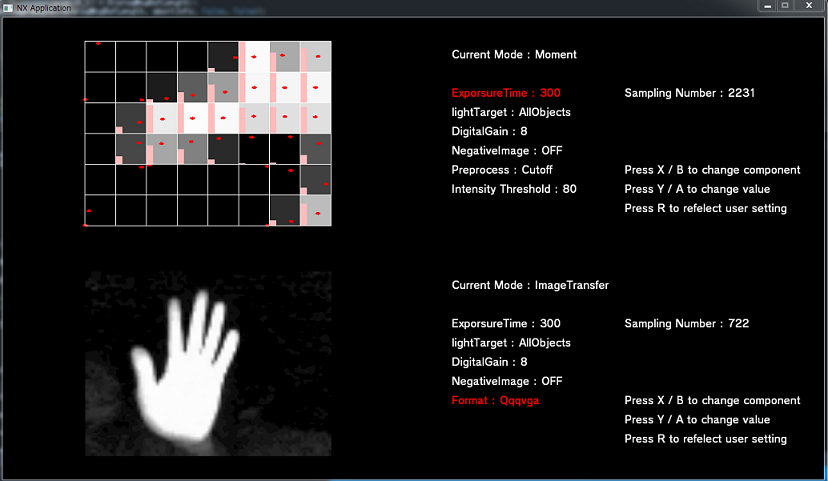 NX Application
Current Mode : Moment
ExporsureTime : 300
Sampling Number : 2231
lightTarget : AllObjects
DigitalGain : 8
NegativeImage : OFF
Preprocess : Cutoff
Press X / B to change component
Intensity Threshold : 80
Press Y / A to change value
Press R to refelect user setting
Current Mode : ImageTransfer
ExporsureTime : 300
Sampling Number : 722
lightTarget : AllObjects
DigitalGain : 8
NegativeImage : OFF
Format : Qqqvga
Press X / B to change component
Press Y / A to change value
Press R to refelect user setting